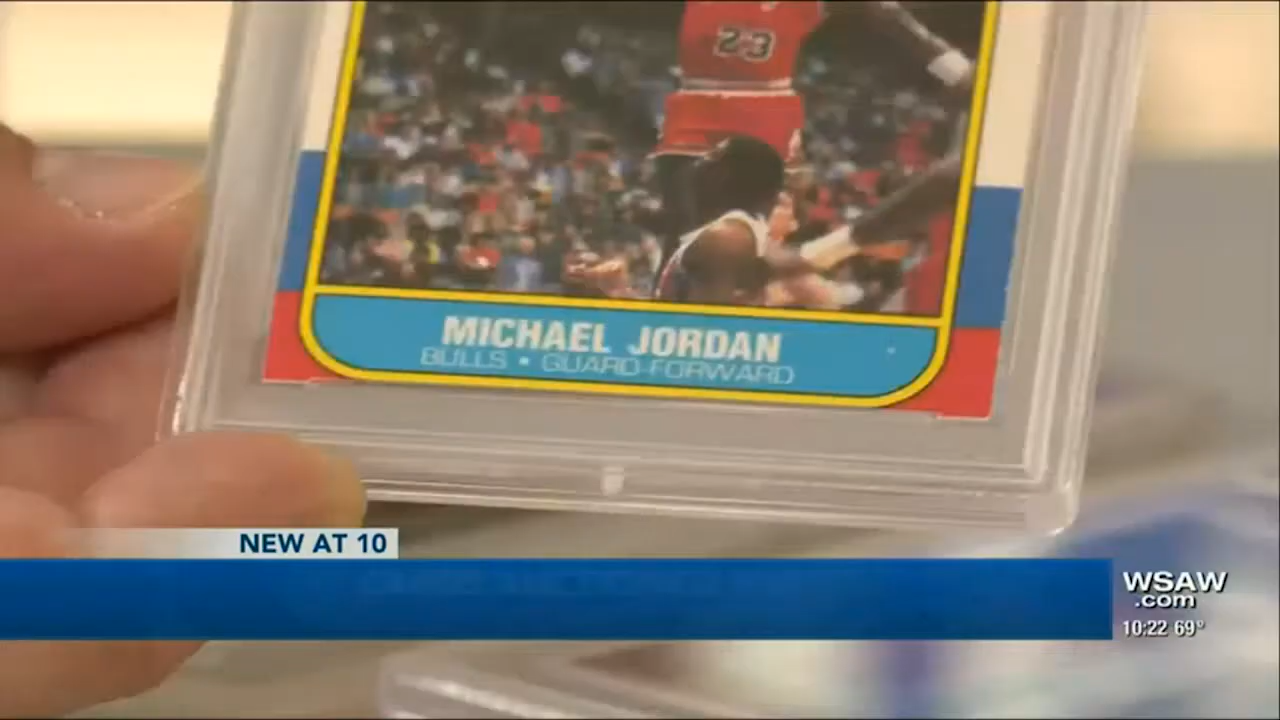 23
MICHAEL JORDAN
BULLS • GUARD-FORWARD
NEW AT 10
WSAW
.com
10:22 69°